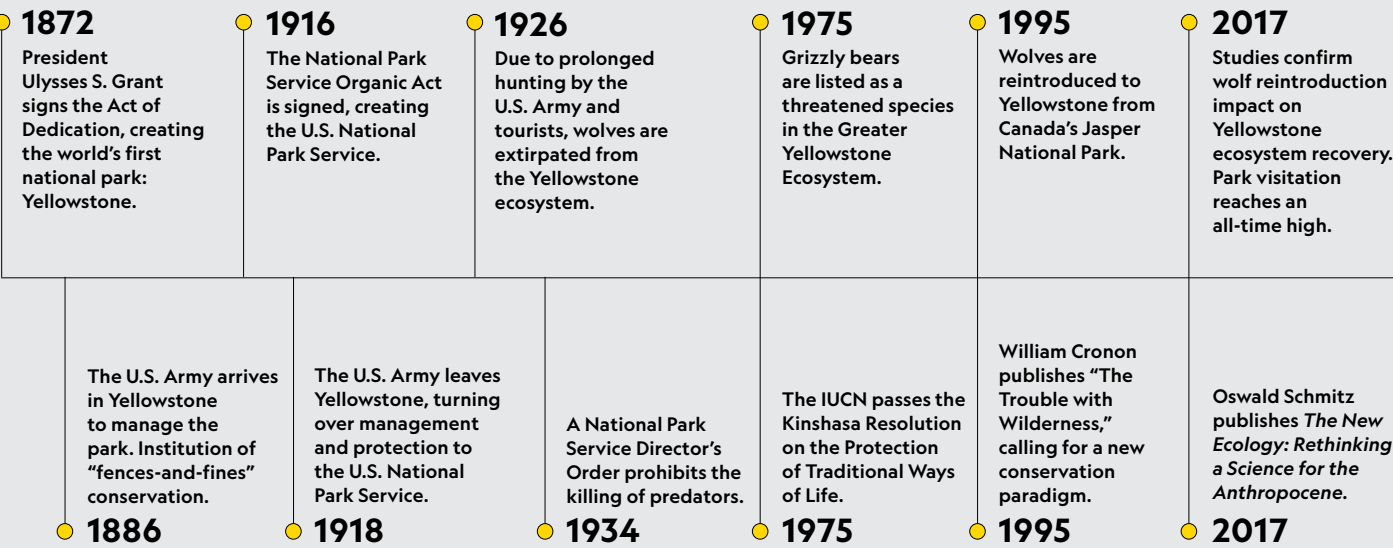 1872
President
Ulysses S. Grant
signs the Act of
Dedication, creating
the world's first
national park:
Yellowstone.
1916
The National Park
Service Organic Act
is signed, creating
the U.S. National
Park Service.
1926
Due to prolonged
hunting by the
U.S. Army and
tourists, wolves are
extirpated from
the Yellowstone
ecosystem.
1975
Grizzly bears
are listed as a
threatened species
in the Greater
Yellowstone
Ecosystem.
1995
Wolves are
reintroduced to
Yellowstone from
Canada's Jasper
National Park.
2017
Studies confirm
wolf reintroduction
impact on
Yellowstone
ecosystem recovery.
Park visitation
reaches an
all-time high.
The U.S. Army arrives
in Yellowstone
to manage the
park. Institution of
“fences-and-fines”
conservation.
1886
The U.S. Army leaves
Yellowstone, turning
over management
and protection to
the U.S. National
Park Service.
1918
A National Park
Service Director's
Order prohibits the
killing of predators.
1934
The IUCN passes the
Kinshasa Resolution
on the Protection
of Traditional Ways
of Life.
1975
William Cronon
publishes “The
Trouble with
Wilderness,”
calling for a new
conservation
paradigm.
1995
Oswald Schmitz
publishes The New
Ecology: Rethinking
a Science for the
Anthropocene.
2017